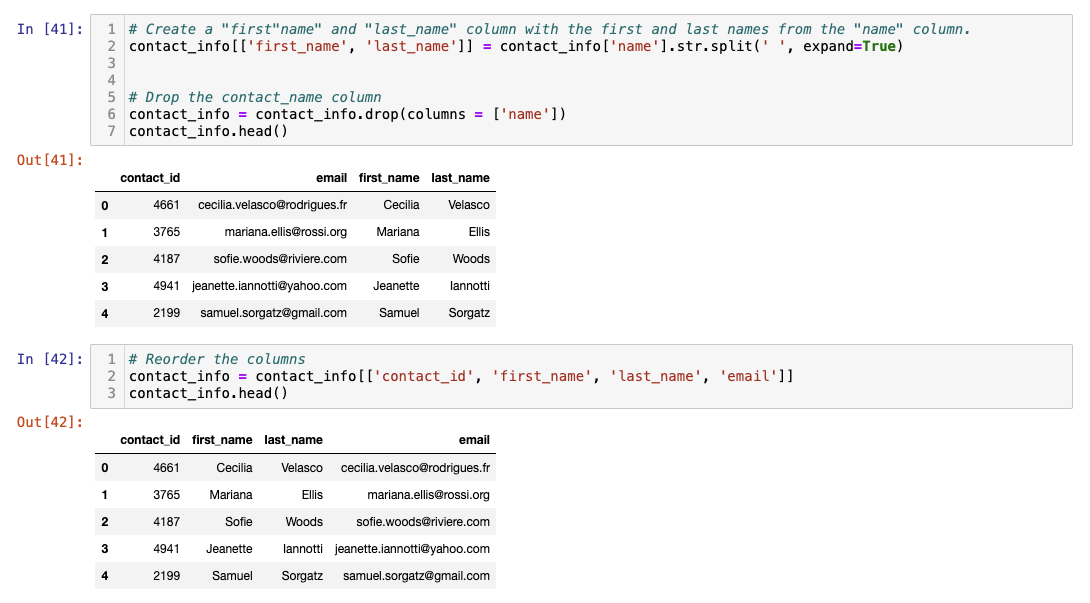 In [41]:
1 # Create a "first"name" and "last_name" column with the first and last names from the "name" column.
2 contact_info[['first_name', 'last_name']] = contact_info['name'].str.split(' ', expand=True)
3
4
5 # Drop the contact_name column
6 contact_info = contact_info.drop(columns = ['name'])
7 contact_info.head()
Out[41]:
contact_id email first_name last_name
0 4661 cecilia.velasco@rodrigues.fr Cecilia Velasco
1 3765 mariana.ellis@rossi.org Mariana Ellis
2 4187 sofie.woods@riviere.com Sofie Woods
3 4941 jeanette.iannotti@yahoo.com Jeanette Iannotti
4 2199 samuel.sorgatz@gmail.com Samuel Sorgatz
In [42]:
1 # Reorder the columns
2 contact_info = contact_info[['contact_id', 'first_name', 'last_name', 'email']]
3 contact_info.head()
Out[42]:
contact_id first_name last_name email
0 4661 Cecilia Velasco cecilia.velasco@rodrigues.fr
1 3765 Mariana Ellis mariana.ellis@rossi.org
2 4187 Sofie Woods sofie.woods@riviere.com
3 4941 Jeanette Iannotti jeanette.iannotti@yahoo.com
4 2199 Samuel Sorgatz samuel.sorgatz@gmail.com